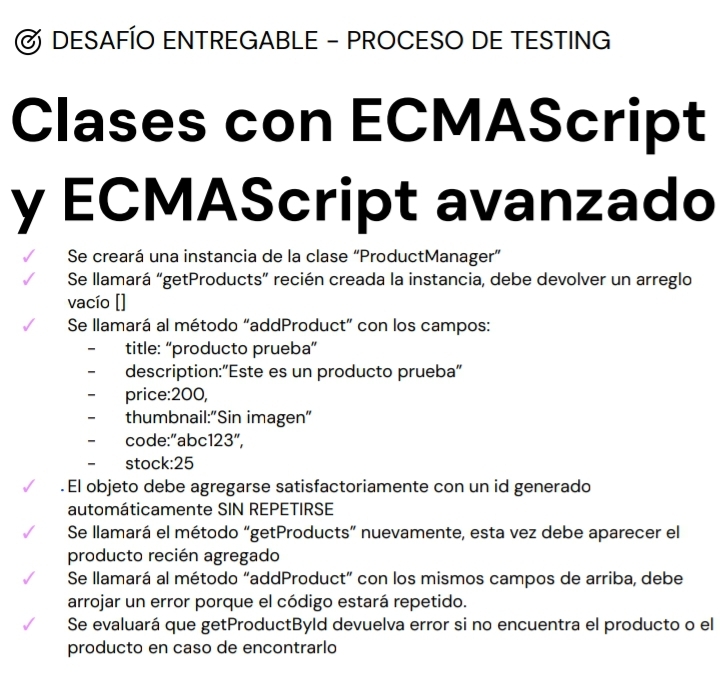 DESAFÍO ENTREGABLE - PROCESO DE TESTING
Clases con ECMAScript
y ECMAScript avanzado
✓ Se creará una instancia de la clase “ProductManager”
✓ Se llamará “getProducts” recién creada la instancia, debe devolver un arreglo
vacío []
✓ Se llamará al método “addProduct” con los campos:
- title: “producto prueba”
- description:”Este es un producto prueba”
- price:200,
- thumbnail:”Sin imagen”
- code:”abc123”,
- stock:25
✓ . El objeto debe agregarse satisfactoriamente con un id generado
automáticamente SIN REPETIRSE
✓ Se llamará el método “getProducts” nuevamente, esta vez debe aparecer el
producto recién agregado
✓ Se llamará al método “addProduct” con los mismos campos de arriba, debe
arrojar un error porque el código estará repetido.
✓ Se evaluará que getProductById devuelva error si no encuentra el producto o el
producto en caso de encontrarlo